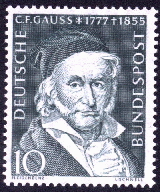 C.F.GAUSS *1777†1855
DEUTSCHE
BUNDESPOST
10